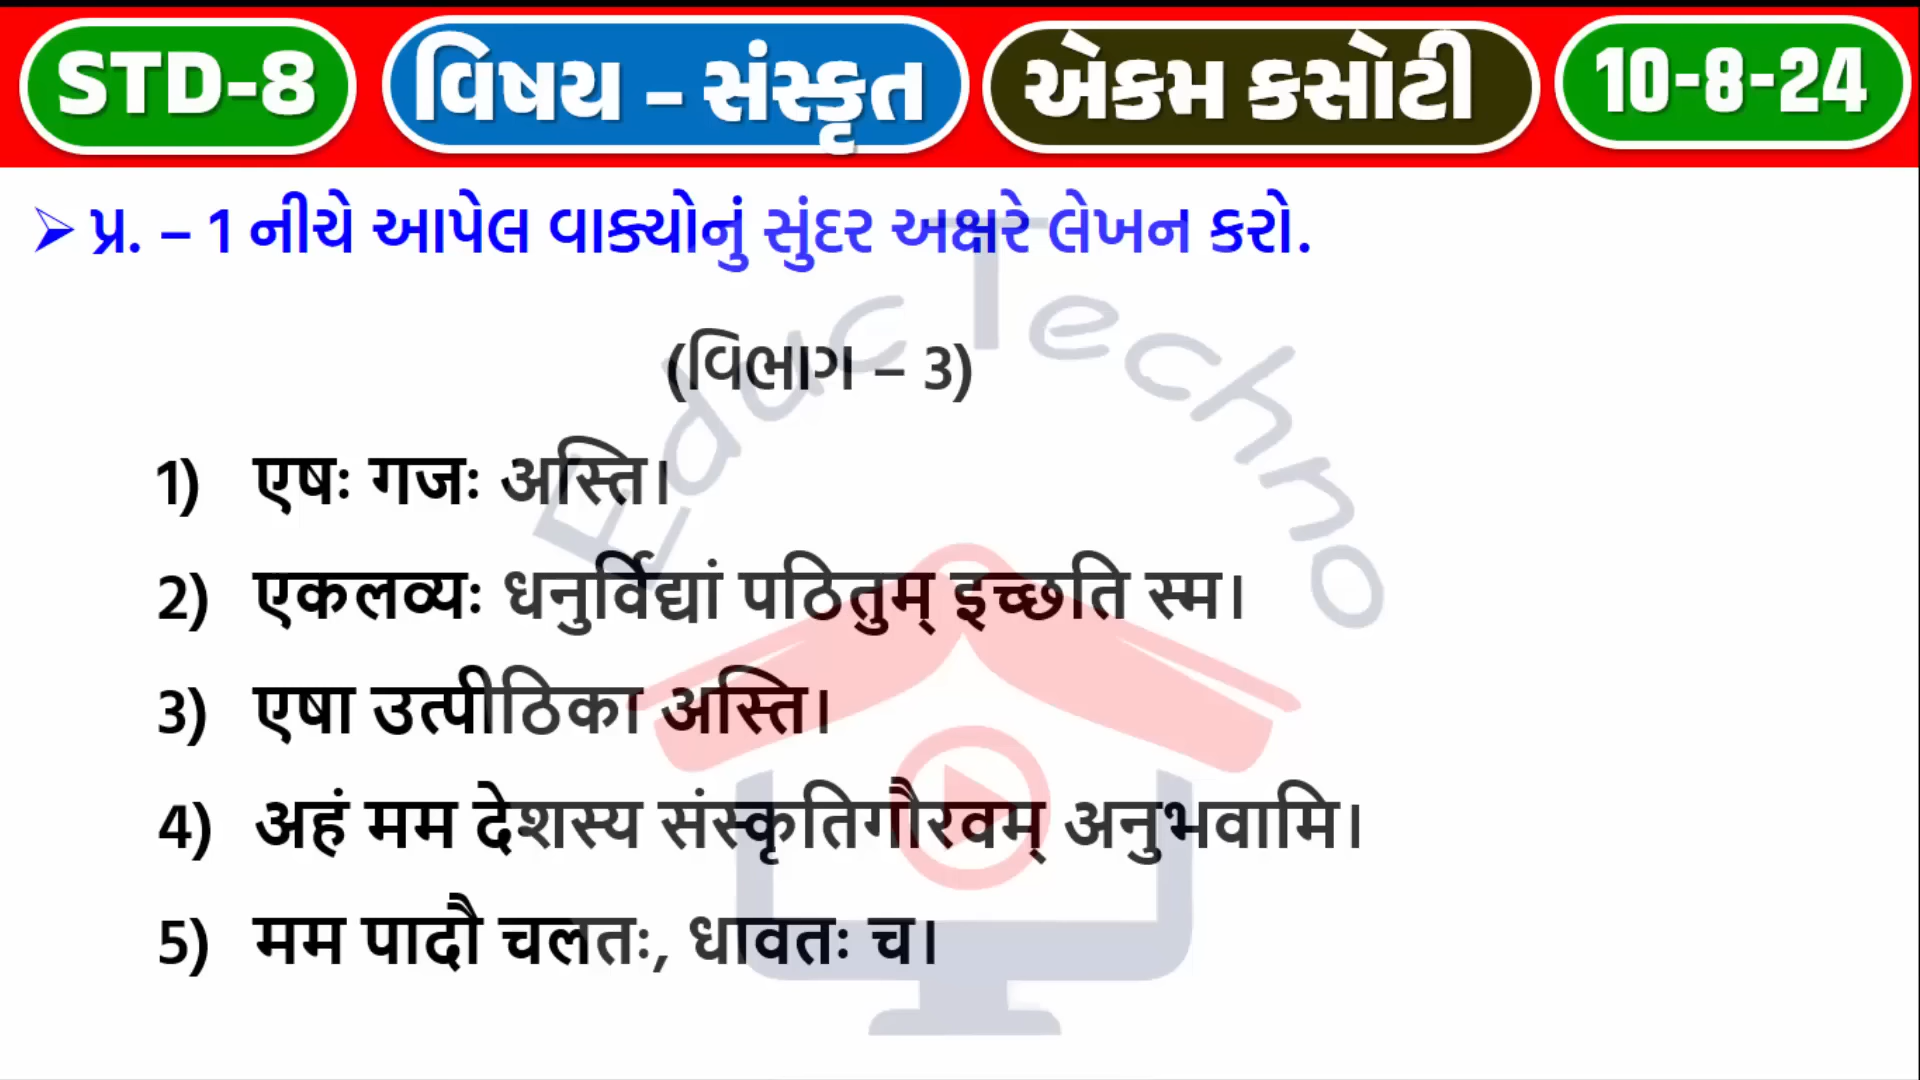 STD-8 વિષય – સંસ્કૃત એકમ કસોટી 10-8-24
➢ પ્ર. – 1 નીચે આપેલ વાક્યોનું સુંદર અક્ષરે લેખન કરો.
(વિભાગ – 3)
1) एषः गजः अस्ति।
2) एकलव्यः धनुर्विद्यां पठितुम् इच्छति स्म।
3) एषा उत्पीठिका अस्ति।
4) अहं मम देशस्य संस्कृतिगौरवम् अनुभवामि।
5) मम पादौ चलतः, धावतः च।
EducTechno